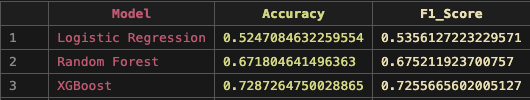 Model Accuracy F1_Score
1 Logistic Regression 0.5247084632259554 0.5356127223229571
2 Random Forest 0.671804641496363 0.675211923700757
3 XGBoost 0.7287264750028865 0.7255665602005127